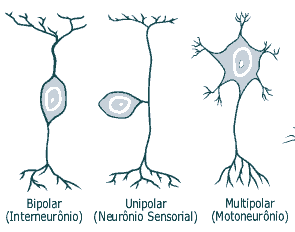 Bipolar
(Interneurônio)
Unipolar
(Neurônio Sensorial)
Multipolar
(Motoneurônio)